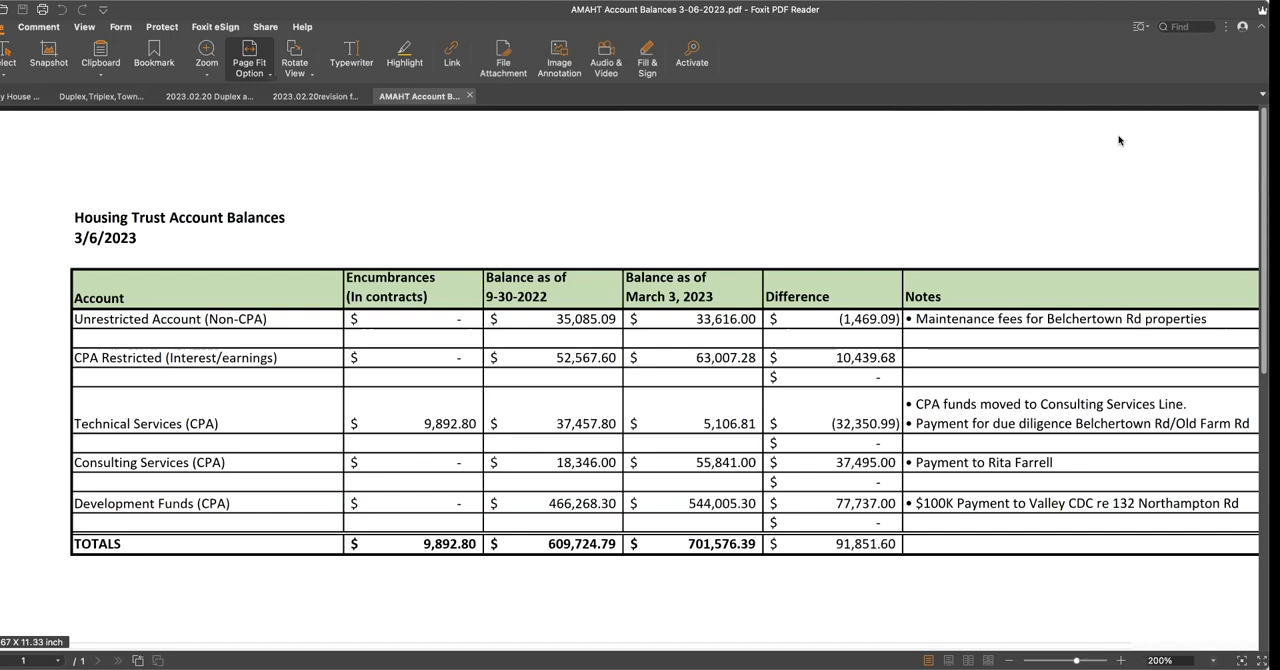 AMAHT Account Balances 3-06-2023.pdf - Foxit PDF Reader
Comment View Form Protect Foxit eSign Share Help
Find
Snapshot Clipboard Bookmark Zoom Page Fit Option Rotate View Typewriter Highlight Link File Attachment Image Annotation Audio & Video Fill & Sign Activate
y House ... Duplex,Triplex,Town... 2023.02.20 Duplex a... 2023.02.20revision f... AMAHT Account B...
Housing Trust Account Balances
3/6/2023
Account Encumbrances (In contracts) Balance as of 9-30-2022 Balance as of March 3, 2023 Difference Notes
Unrestricted Account (Non-CPA) $ - $ 35,085.09 $ 33,616.00 $ (1,469.09) • Maintenance fees for Belchertown Rd properties
CPA Restricted (Interest/earnings) $ - $ 52,567.60 $ 63,007.28 $ 10,439.68
$ -
• CPA funds moved to Consulting Services Line.
Technical Services (CPA) $ 9,892.80 $ 37,457.80 $ 5,106.81 $ (32,350.99) • Payment for due diligence Belchertown Rd/Old Farm Rd
$ -
Consulting Services (CPA) $ - $ 18,346.00 $ 55,841.00 $ 37,495.00 • Payment to Rita Farrell
$ -
Development Funds (CPA) $ - $ 466,268.30 $ 544,005.30 $ 77,737.00 • $100K Payment to Valley CDC re 132 Northampton Rd
$ -
TOTALS $ 9,892.80 $ 609,724.79 $ 701,576.39 $ 91,851.60
67 X 11.33 inch
1 / 1 200%